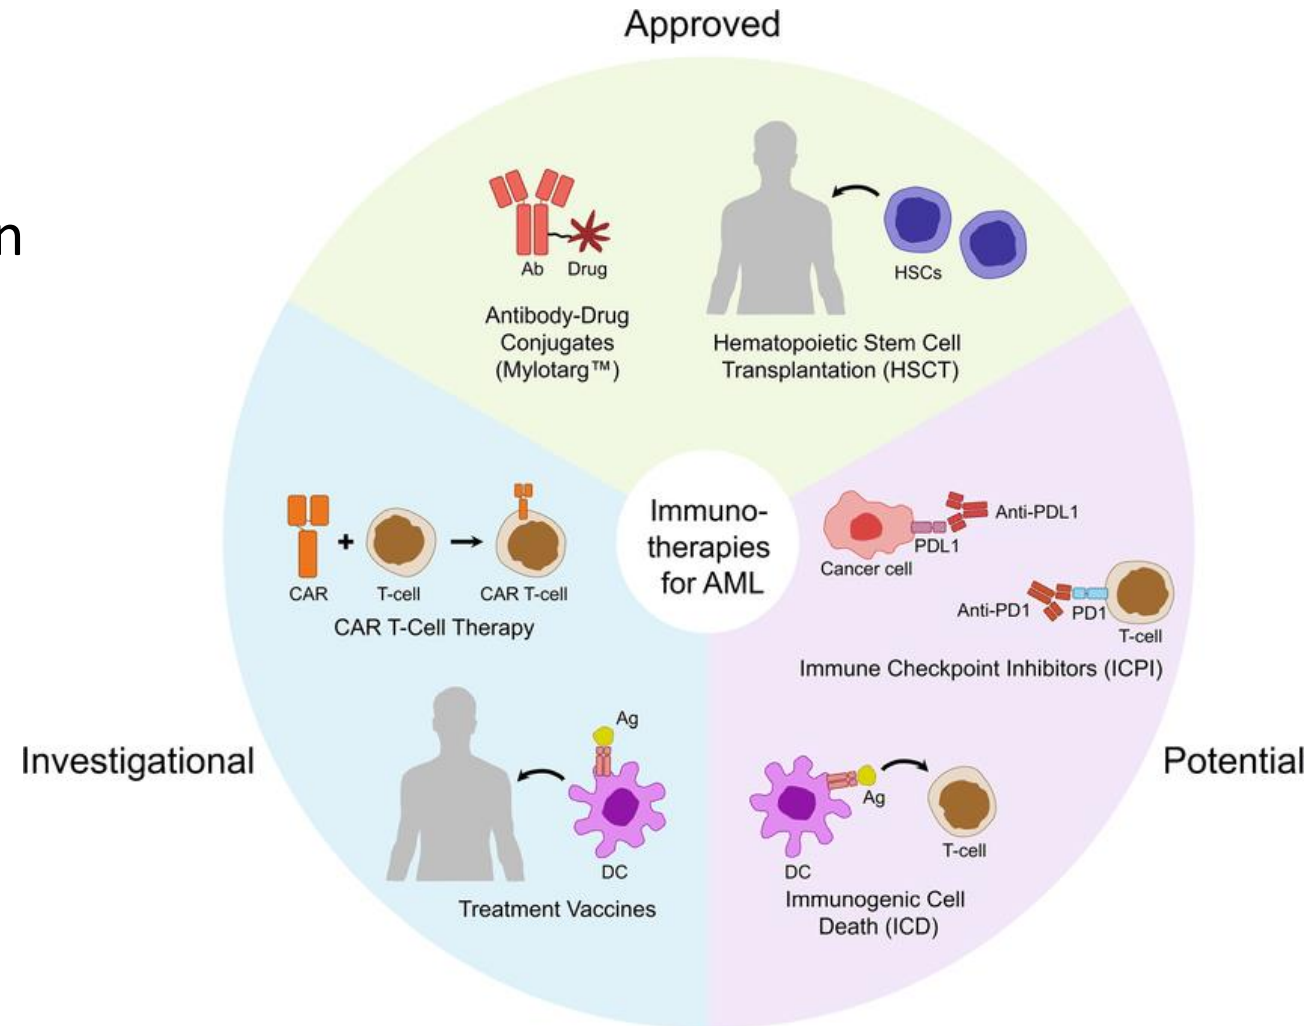 Approved
n
Ab Drug
Antibody-Drug
Conjugates
(Mylotarg™)
HSCs
Hematopoietic Stem Cell
Transplantation (HSCT)
Immuno-
therapies
for AML
CAR
+
T-cell
CAR T-cell
CAR T-Cell Therapy
Anti-PDL1
PDL1
Cancer cell
Anti-PD1
PD1
T-cell
Immune Checkpoint Inhibitors (ICPI)
Investigational
Ag
DC
Treatment Vaccines
Potential
Ag
T-cell
DC
Immunogenic Cell
Death (ICD)